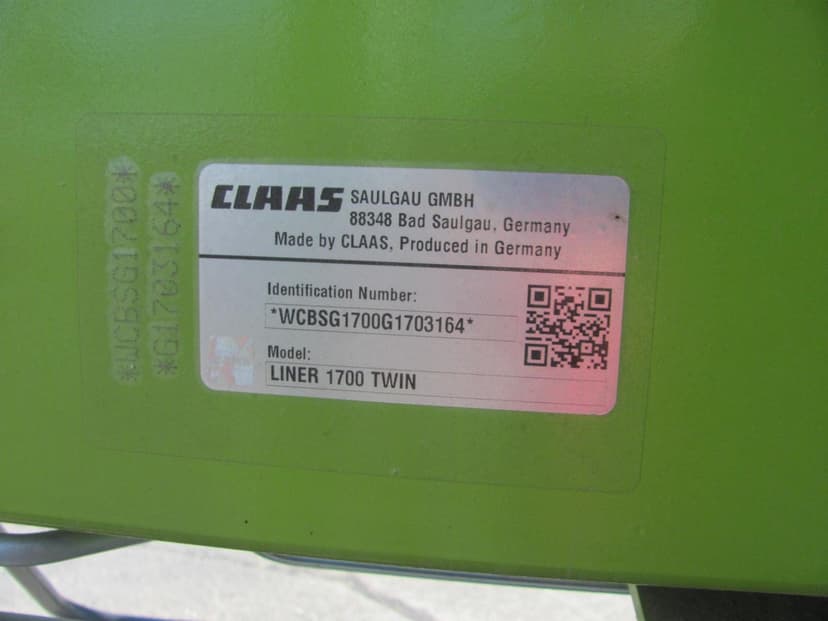 *WCBSG1700*
*G1703164*
CLAAS SAULGAU GMBH
88348 Bad Saulgau, Germany
Made by CLAAS, Produced in Germany
Identification Number:
*WCBSG1700G1703164*
Model:
LINER 1700 TWIN